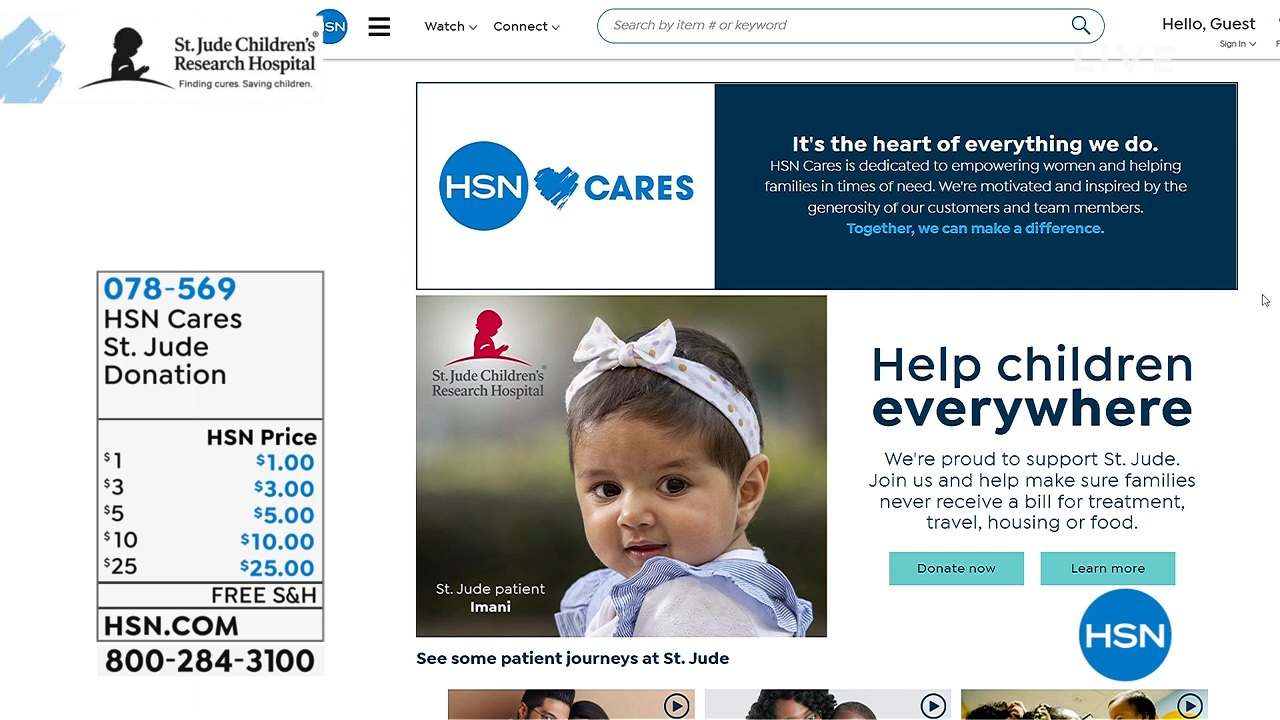 St. Jude Children's®
Research Hospital
Finding cures. Saving children.
HSN
Watch
Connect
Search by item # or keyword
Hello, Guest
Sign In
LIVE
HSN CARES
It's the heart of everything we do.
HSN Cares is dedicated to empowering women and helping
families in times of need. We're motivated and inspired by the
generosity of our customers and team members.
Together, we can make a difference.
078-569
HSN Cares
St. Jude
Donation
HSN Price
$1 $1.00
$3 $3.00
$5 $5.00
$10 $10.00
$25 $25.00
FREE S&H
HSN.COM
800-284-3100
St. Jude Children's®
Research Hospital
St. Jude patient
Imani
Help children
everywhere
We're proud to support St. Jude.
Join us and help make sure families
never receive a bill for treatment,
travel, housing or food.
Donate now
Learn more
HSN
See some patient journeys at St. Jude